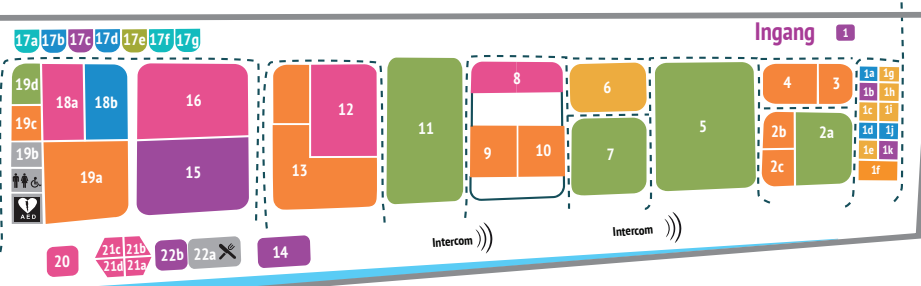 Ingang 1
17a 17b 17c 17d 17e 17f 17g
19d 18a 18b 16 12 11 8 6 5 4 3 1a 1g
1b 1h
19c 1c 1i
2b 2a 1d 1j
19b 19a 15 13 9 10 7 2c 1e 1k
1f
AED
20 21c 21b 22b 22a 14 Intercom Intercom
21d 21a